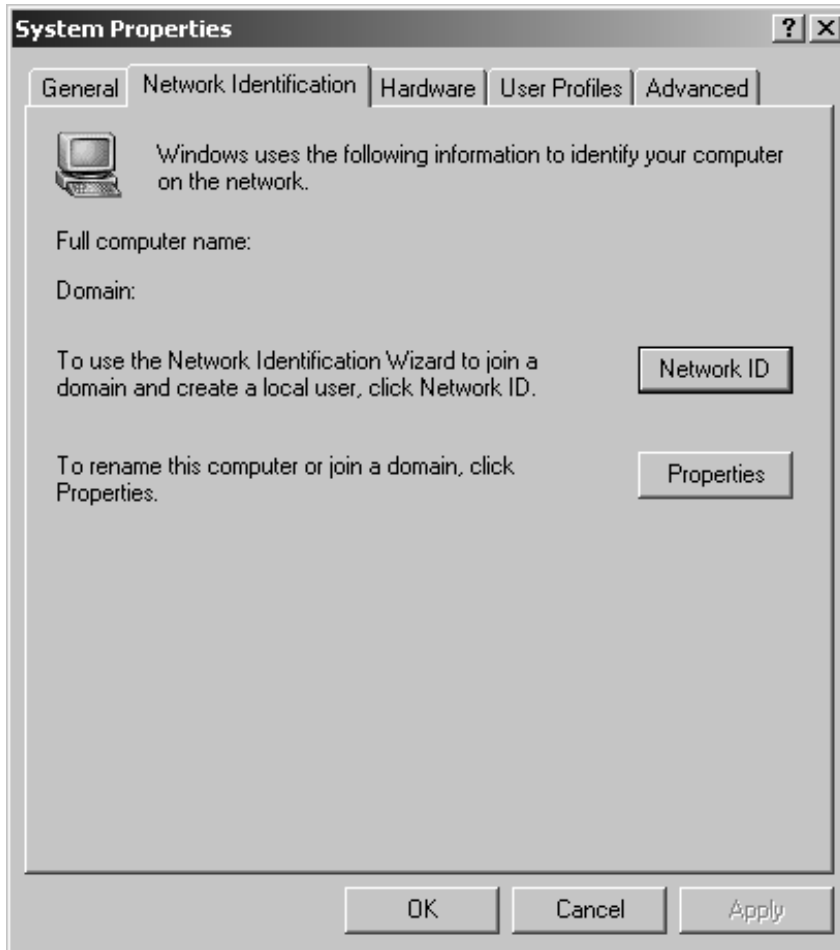 System Properties
? X
General Network Identification Hardware User Profiles Advanced
Windows uses the following information to identify your computer
on the network.
Full computer name:
Domain:
To use the Network Identification Wizard to join a
domain and create a local user, click Network ID.
Network ID
To rename this computer or join a domain, click
Properties.
Properties
OK Cancel Apply